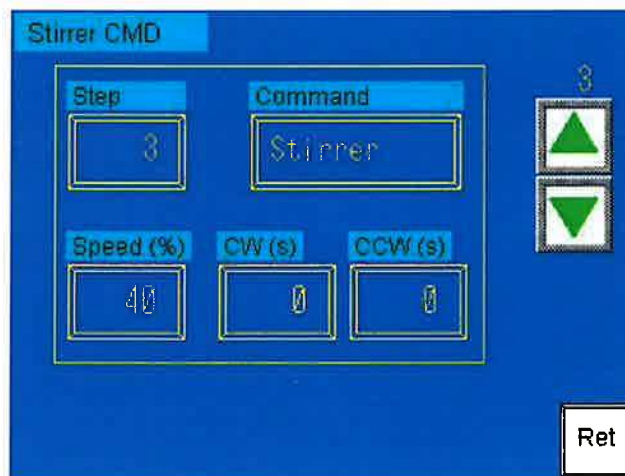 Stirrer CMD
Step
Command
3
3
Stirrer
Speed (%)
CW (s)
CCW (s)
40
0
0
Ret